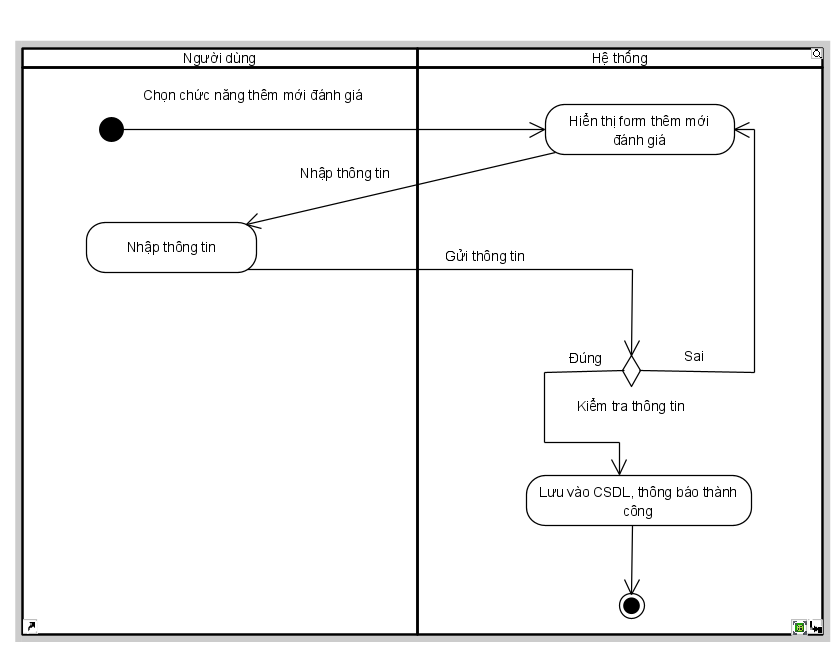 Người dùng
Hệ thống
Chọn chức năng thêm mới đánh giá
Hiển thị form thêm mới
đánh giá
Nhập thông tin
Nhập thông tin
Gửi thông tin
Đúng
Sai
Kiểm tra thông tin
Lưu vào CSDL, thông báo thành
công